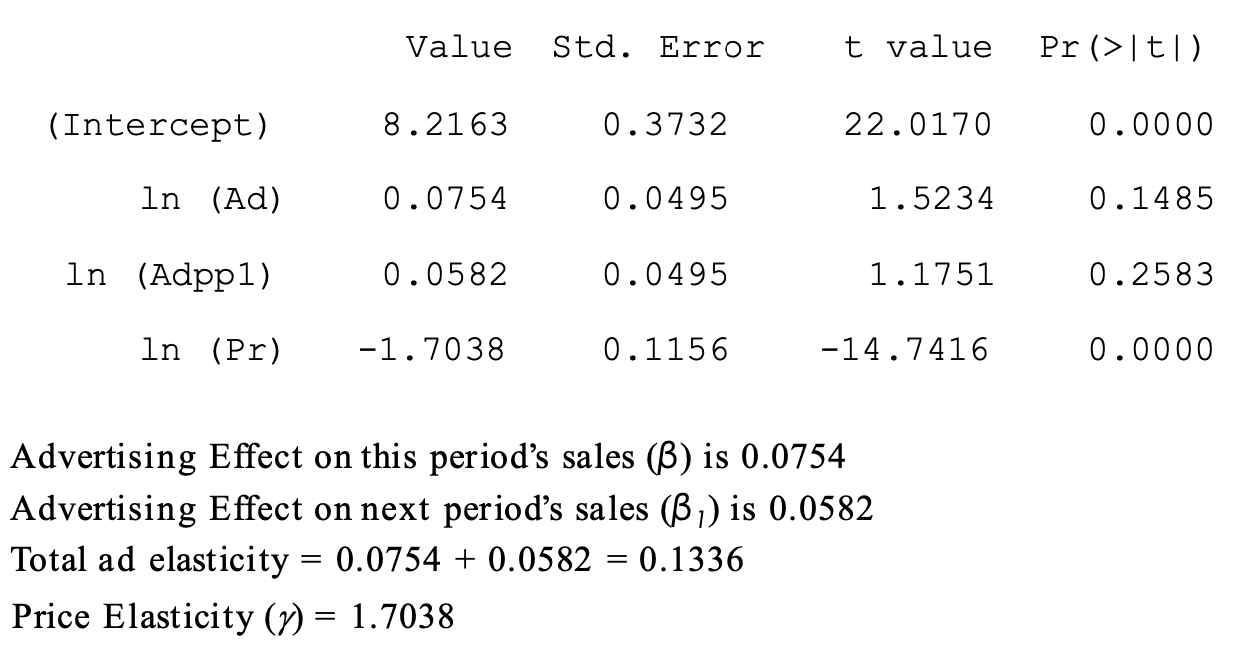 Value Std. Error t value Pr(>|t|)
(Intercept) 8.2163 0.3732 22.0170 0.0000
ln (Ad) 0.0754 0.0495 1.5234 0.1485
ln (Adpp1) 0.0582 0.0495 1.1751 0.2583
ln (Pr) -1.7038 0.1156 -14.7416 0.0000
Advertising Effect on this period’s sales (β) is 0.0754
Advertising Effect on next period’s sales (β₁) is 0.0582
Total ad elasticity = 0.0754 + 0.0582 = 0.1336
Price Elasticity (γ) = 1.7038